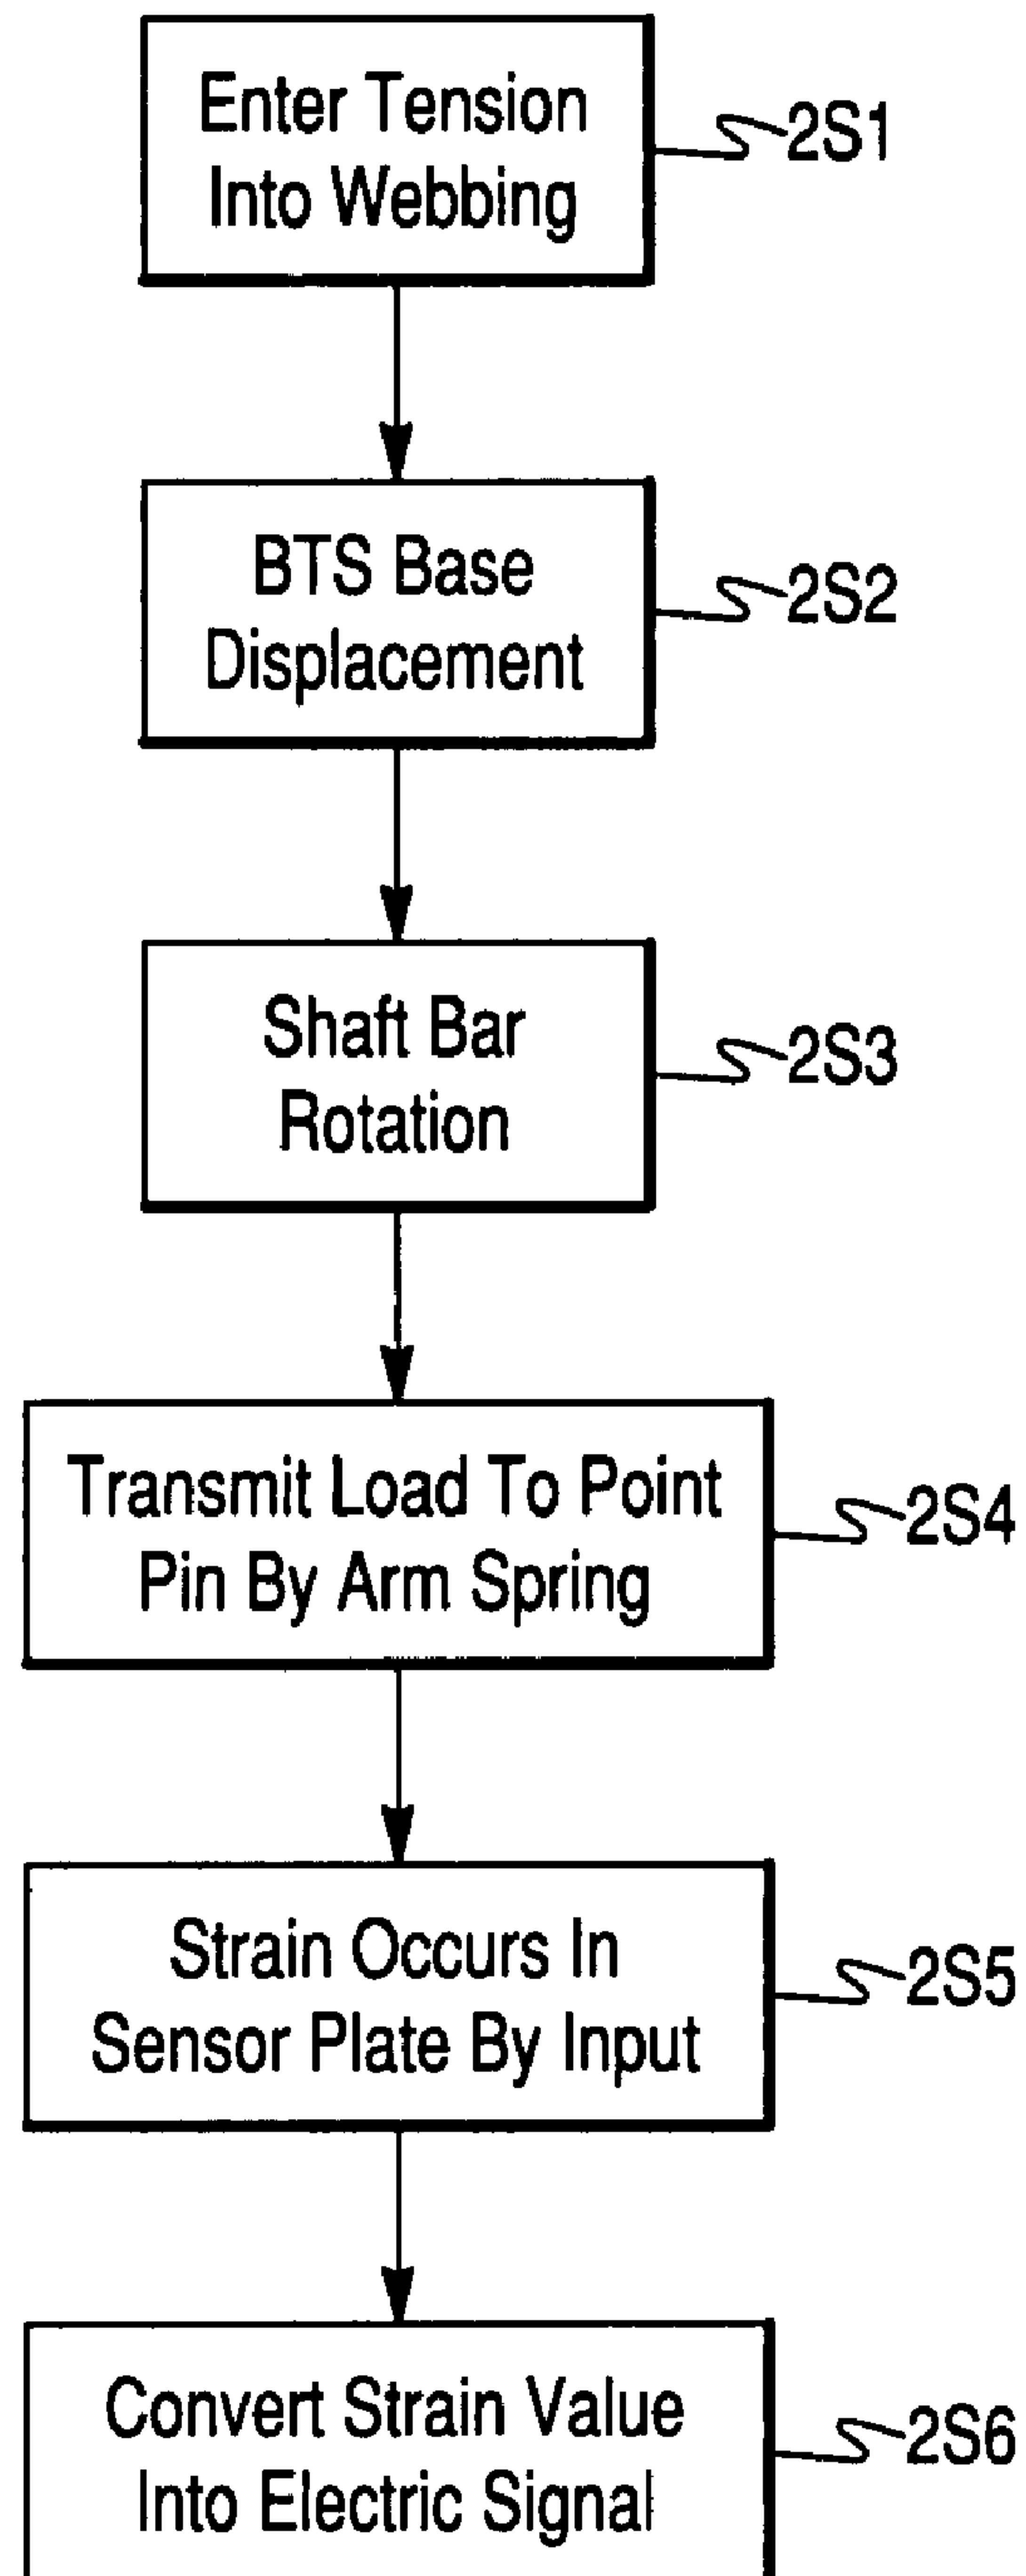 Enter Tension
Into Webbing
2S1
BTS Base
Displacement
2S2
Shaft Bar
Rotation
2S3
Transmit Load To Point
Pin By Arm Spring
2S4
Strain Occurs In
Sensor Plate By Input
2S5
Convert Strain Value
Into Electric Signal
2S6